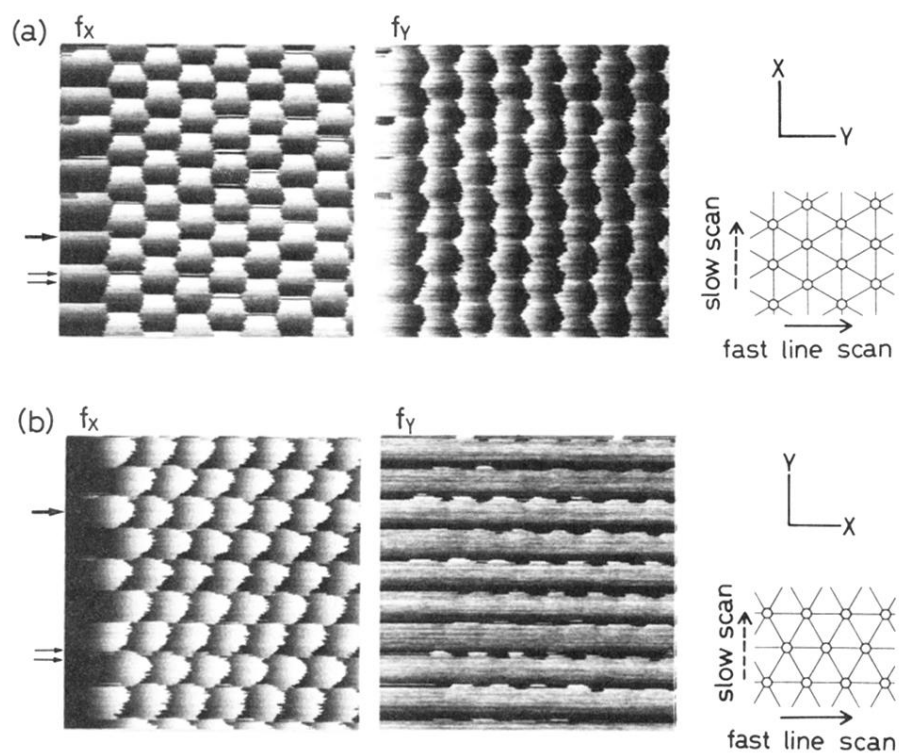 (a) fX fY
X
Y
slow scan
fast line scan
(b) fX fY
Y
X
slow scan
fast line scan